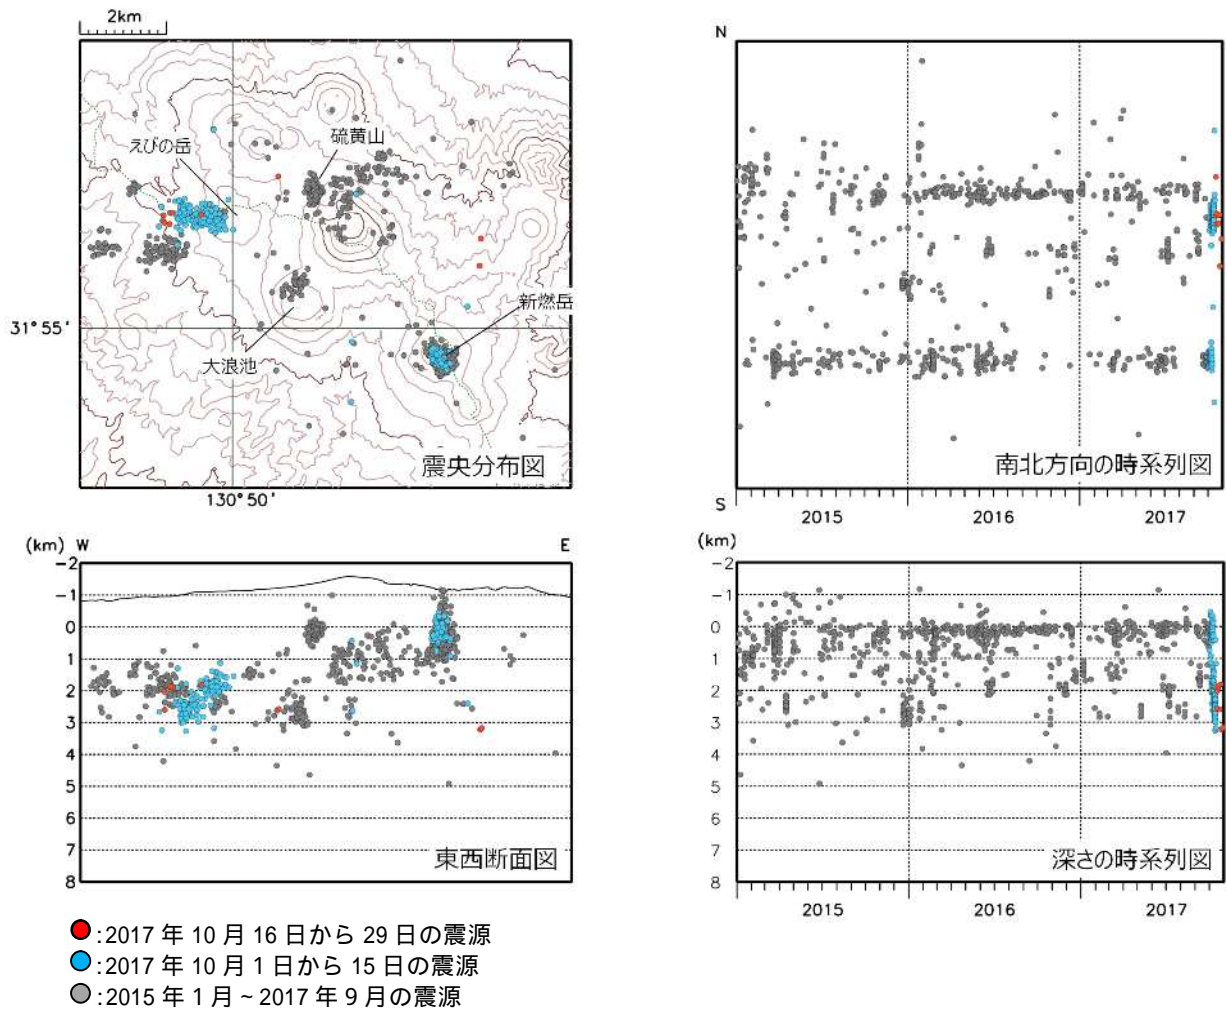 2km
えびの岳
硫黄山
新燃岳
31°55'
大浪池
震央分布図
130°50'
N
南北方向の時系列図
S
2015
2016
2017
(km) W
E
-2
-1
0
1
2
3
4
5
6
7
8
東西断面図
(km)
-2
-1
0
1
2
3
4
5
6
7
8
深さの時系列図
2015
2016
2017
:2017 年 10 月 16 日から 29 日の震源
:2017 年 10 月 1 日から 15 日の震源
:2015 年 1 月 ~ 2017 年 9 月の震源